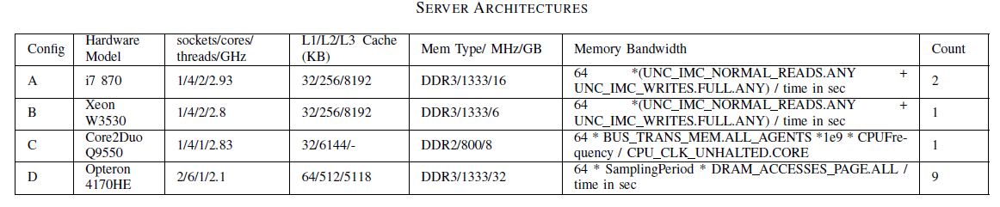 SERVER ARCHITECTURES
Config Hardware Model sockets/cores/ threads/GHz L1/L2/L3 Cache (KB) Mem Type/ MHz/GB Memory Bandwidth Count
A i7 870 1/4/2/2.93 32/256/8192 DDR3/1333/16 64 *(UNC_IMC_NORMAL_READS.ANY + UNC_IMC_WRITES.FULL.ANY) / time in sec 2
B Xeon W3530 1/4/2/2.8 32/256/8192 DDR3/1333/6 64 *(UNC_IMC_NORMAL_READS.ANY + UNC_IMC_WRITES.FULL.ANY) / time in sec 1
C Core2Duo Q9550 1/4/1/2.83 32/6144/- DDR2/800/8 64 * BUS_TRANS_MEM.ALL_AGENTS *1e9 * CPUFre-quency / CPU_CLK_UNHALTED.CORE 1
D Opteron 4170HE 2/6/1/2.1 64/512/5118 DDR3/1333/32 64 * SamplingPeriod * DRAM_ACCESSES_PAGE.ALL / time in sec 9